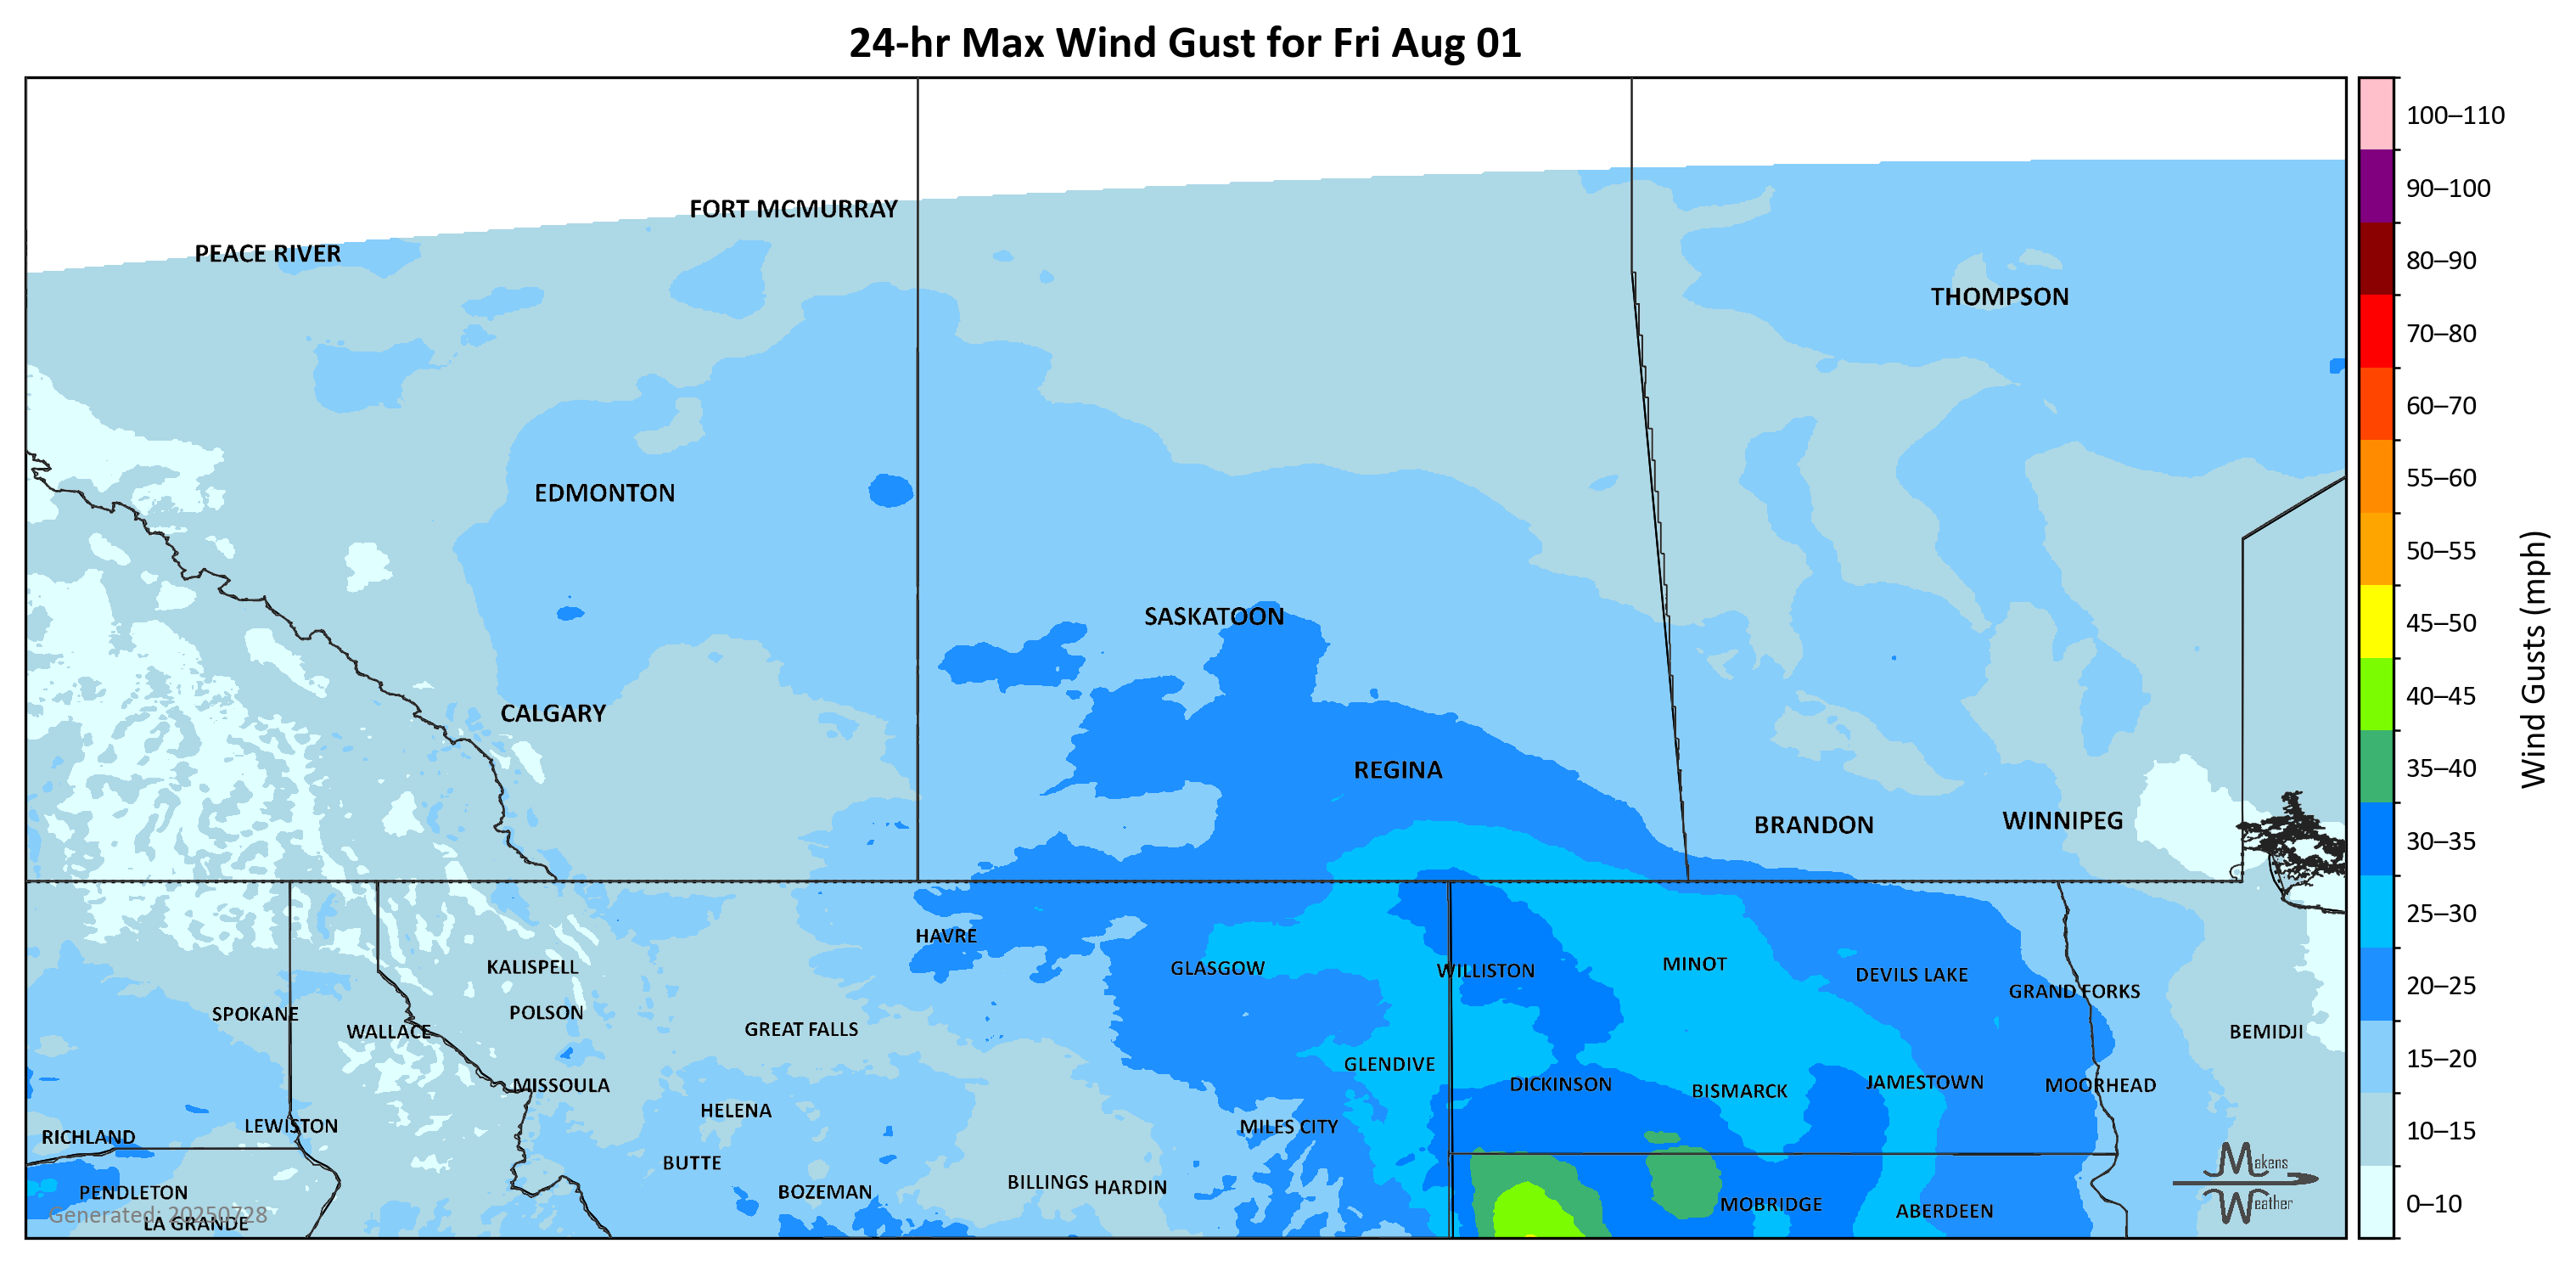 24-hr Max Wind Gust for Fri Aug 01
100–110
FORT MCMURRAY
90–100
PEACE RIVER
80–90
THOMPSON
70–80
60–70
55–60
EDMONTON
50–55
SASKATOON
45–50
40–45
CALGARY
Wind Gusts (mph)
REGINA
35–40
WINNIPEG
BRANDON
30–35
25–30
HAVRE
MINOT
KALISPELL
GLASGOW
WILLISTON
DEVILS LAKE
20–25
GRAND FORKS
SPOKANE
POLSON
WALLACE
GREAT FALLS
BEMIDJI
15–20
GLENDIVE
MISSOULA
DICKINSON
BISMARCK
JAMESTOWN
MOORHEAD
HELENA
LEWISTON
MILES CITY
10–15
RICHLAND
BUTTE
Makens
Weather
PENDLETON
BOZEMAN
BILLINGS
HARDIN
MOBRIDGE
ABERDEEN
0–10
Generated: 20250728
LA GRANDE